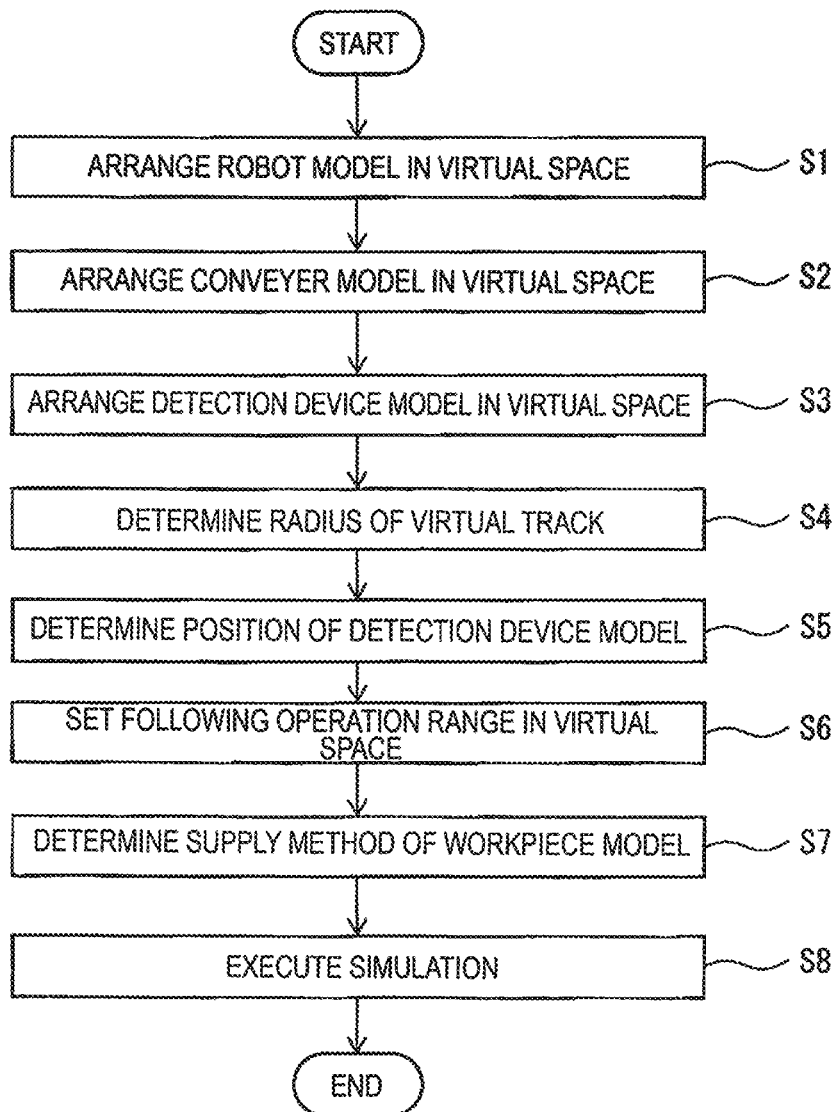 START
ARRANGE ROBOT MODEL IN VIRTUAL SPACE
S1
ARRANGE CONVEYER MODEL IN VIRTUAL SPACE
S2
ARRANGE DETECTION DEVICE MODEL IN VIRTUAL SPACE
S3
DETERMINE RADIUS OF VIRTUAL TRACK
S4
DETERMINE POSITION OF DETECTION DEVICE MODEL
S5
SET FOLLOWING OPERATION RANGE IN VIRTUAL
SPACE
S6
DETERMINE SUPPLY METHOD OF WORKPIECE MODEL
S7
EXECUTE SIMULATION
S8
END